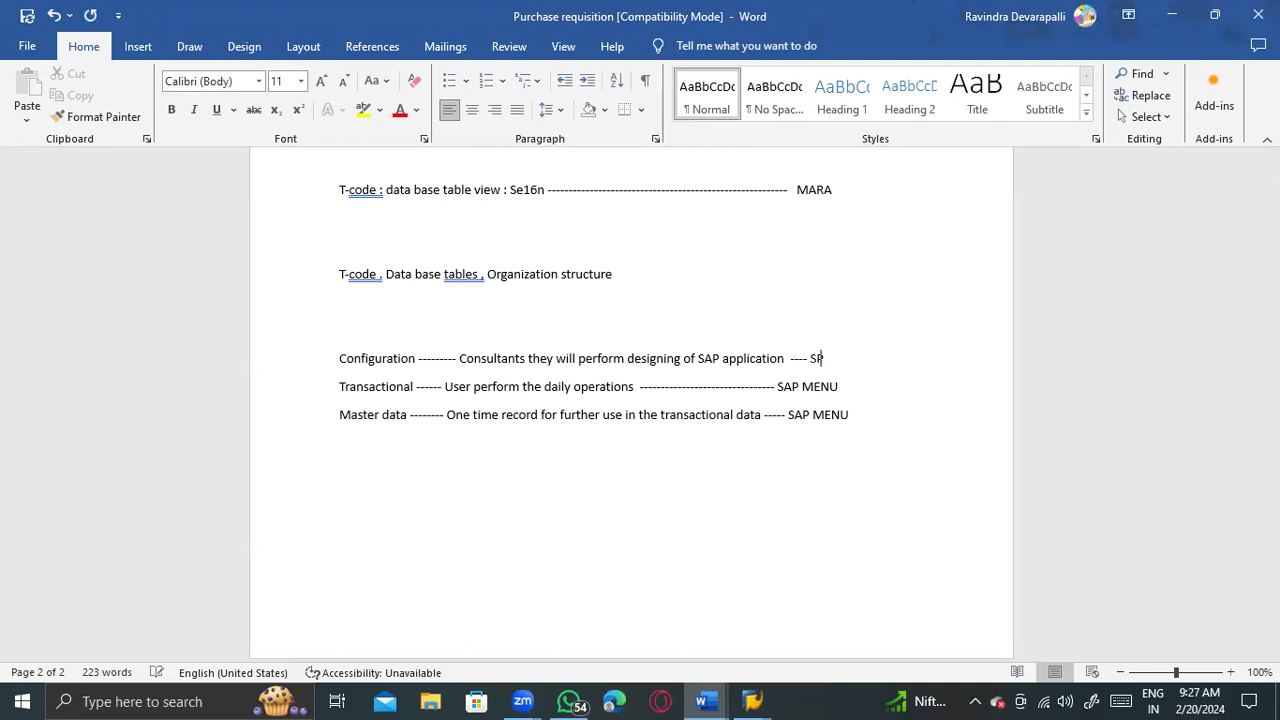 Purchase requisition [Compatibility Mode] - Word
Ravindra Devarapalli
File Home Insert Draw Design Layout References Mailings Review View Help Tell me what you want to do
Paste
Cut
Copy
Format Painter
Clipboard
Calibri (Body) 11
Font
Paragraph
AaBbCcDc AaBbCcDc AaBbCcD AaBbCcD AaB AaBbCcDc
¶ Normal ¶ No Spac... Heading 1 Heading 2 Title Subtitle
Styles
Find
Replace
Select
Editing
Add-ins
Add-ins
T-code : data base table view : Se16n ---------------------------------------------------------- MARA
T-code . Data base tables , Organization structure
Configuration --------- Consultants they will perform designing of SAP application ---- SP
Transactional ------ User perform the daily operations -------------------------------- SAP MENU
Master data -------- One time record for further use in the transactional data ----- SAP MENU
Page 2 of 2 223 words English (United States) Accessibility: Unavailable 100%
Type here to search
54
Nift...
ENG
IN
9:27 AM
2/20/2024